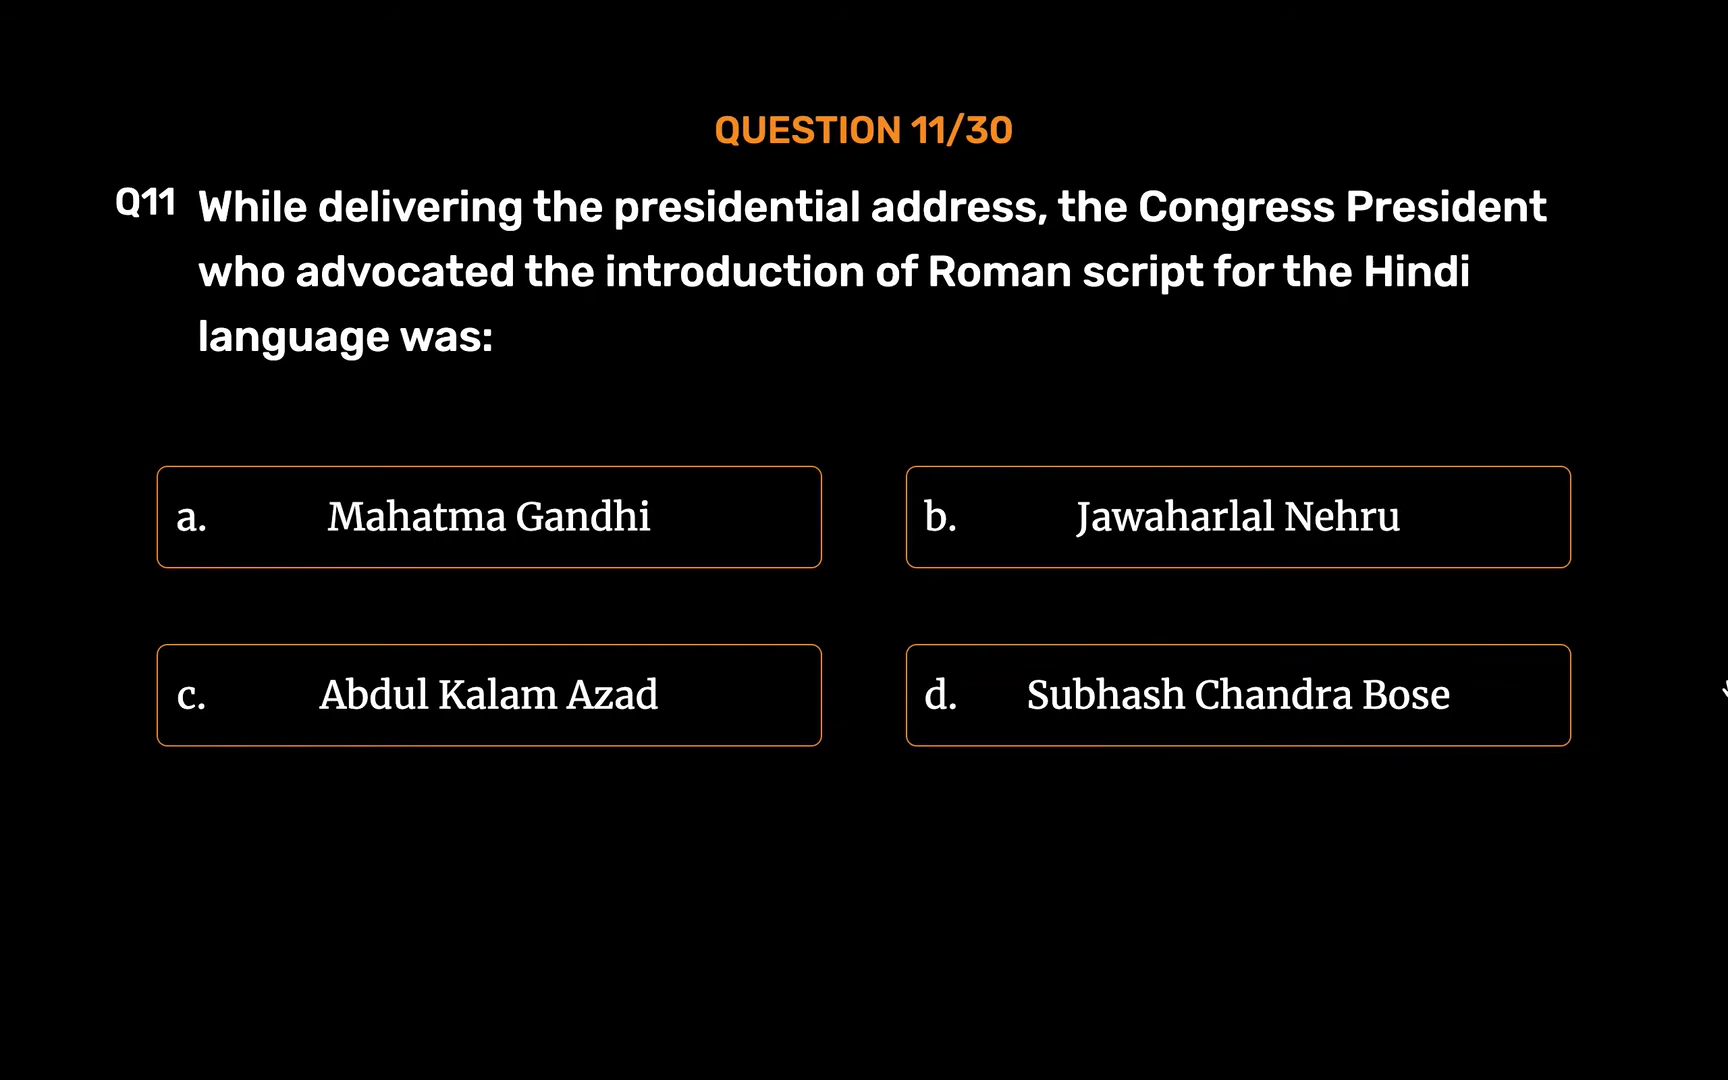 QUESTION 11/30
Q11 While delivering the presidential address, the Congress President
who advocated the introduction of Roman script for the Hindi
language was:
a. Mahatma Gandhi
b. Jawaharlal Nehru
c. Abdul Kalam Azad
d. Subhash Chandra Bose